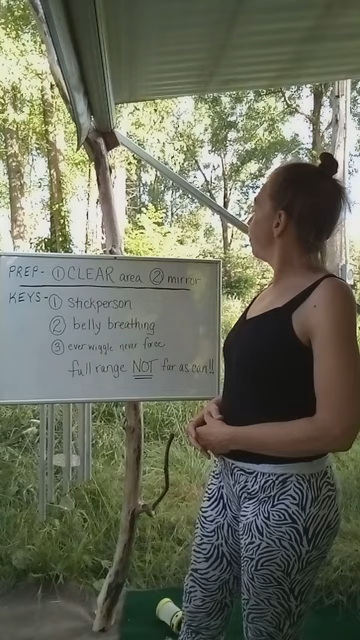 PREP- ① CLEAR area ② mirror
KEYS- ① Stickperson
② belly breathing
③ ever wiggle never force
full range NOT far as can!!